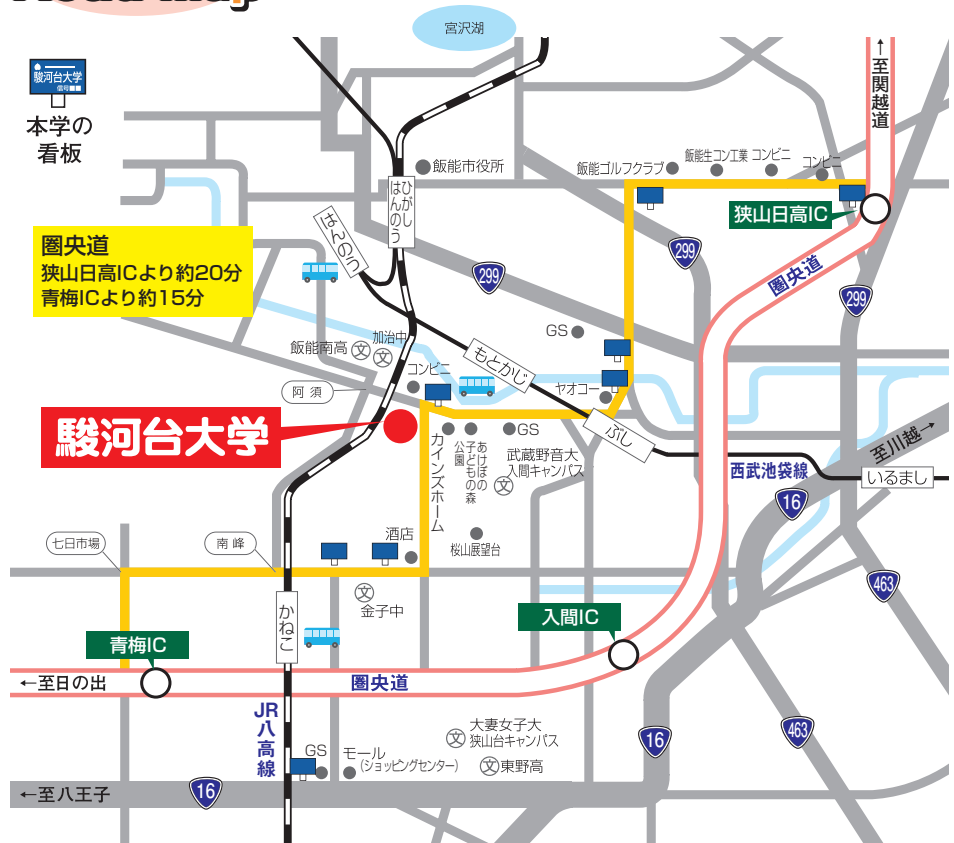 Road Map
宮沢湖
駿河台大学
信号■■
本学の
看板
↑至関越道
飯能市役所
飯能ゴルフクラブ
飯能生コン工業
コンビニ
コンビニ
ひがし
はんのう
はんのう
狭山日高IC
圏央道
狭山日高ICより約20分
青梅ICより約15分
299
299
299
圏央道
GS
加治中
飯能南高
文
文
コンビニ
もとかじ
ヤオコー
阿須
駿河台大学
カインズホーム
あけぼの
子どもの森
公園
GS
武蔵野音大
入間キャンパス
文
ぶし
西武池袋線
至川越→
いるまし
16
酒店
桜山展望台
七日市場
南峰
文
金子中
かねこ
463
入間IC
青梅IC
←至日の出
圏央道
JR八高線
大妻女子大
狭山台キャンパス
文
文
東野高
16
463
GS
モール
(ショッピングセンター)
←至八王子
16